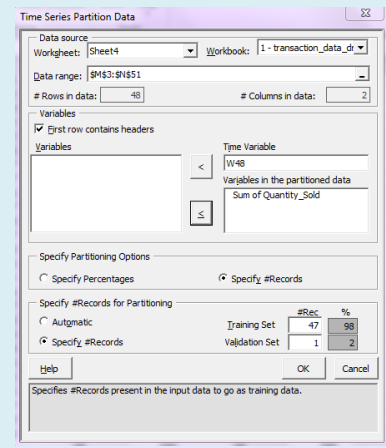 Time Series Partition Data
Data source
Worksheet: Sheet4 Workbook: 1 - transaction_data_dr
Data range: $M$3:$N$51
# Rows in data: 48 # Columns in data: 2
Variables
First row contains headers
Variables Time Variable
< W48
Variables in the partitioned data
Sum of Quantity_Sold
<
Specify Partitioning Options
Specify Percentages Specify #Records
Specify #Records for Partitioning
#Rec %
Automatic Training Set 47 98
Specify #Records Validation Set 1 2
Help OK Cancel
Specifies #Records present in the input data to go as training data.